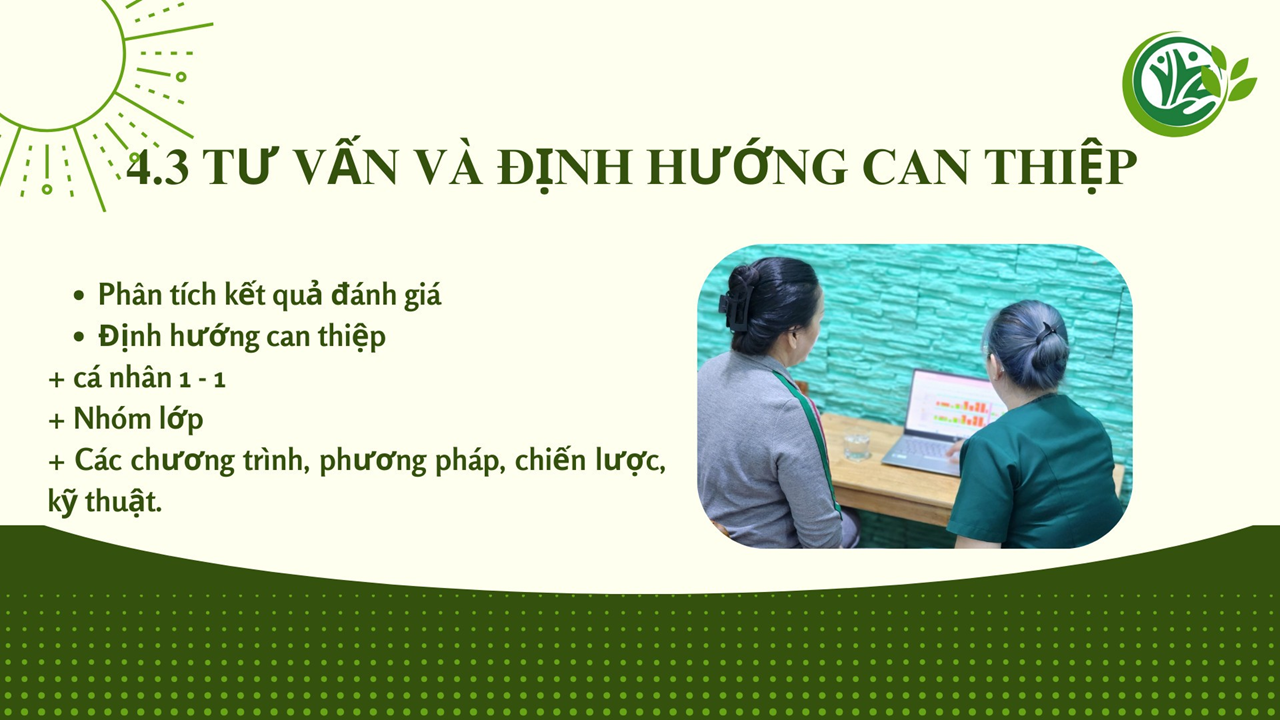 4.3 TƯ VẤN VÀ ĐỊNH HƯỚNG CAN THIỆP
• Phân tích kết quả đánh giá
• Định hướng can thiệp
+ cá nhân 1 - 1
+ Nhóm lớp
+ Các chương trình, phương pháp, chiến lược,
kỹ thuật.